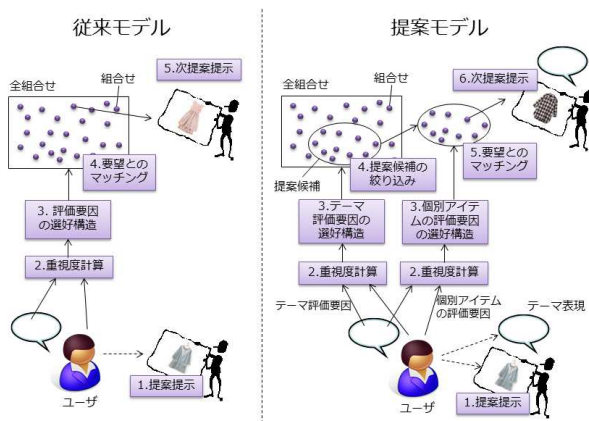 従来モデル
5.次提案提示
組合せ
全組合せ
4.要望との
マッチング
3. 評価要因
の選好構造
2.重視度計算
1.提案提示
ユーザ
提案モデル
6.次提案提示
組合せ
全組合せ
5.要望との
マッチング
4.提案候補の
絞り込み
提案候補
3.テーマ
評価要因の
選好構造
3.個別アイテ
ムの評価要因
の選好構造
2.重視度計算
2.重視度計算
テーマ評価要因
個別アイテム
の評価要因
テーマ表現
1.提案提示
ユーザ